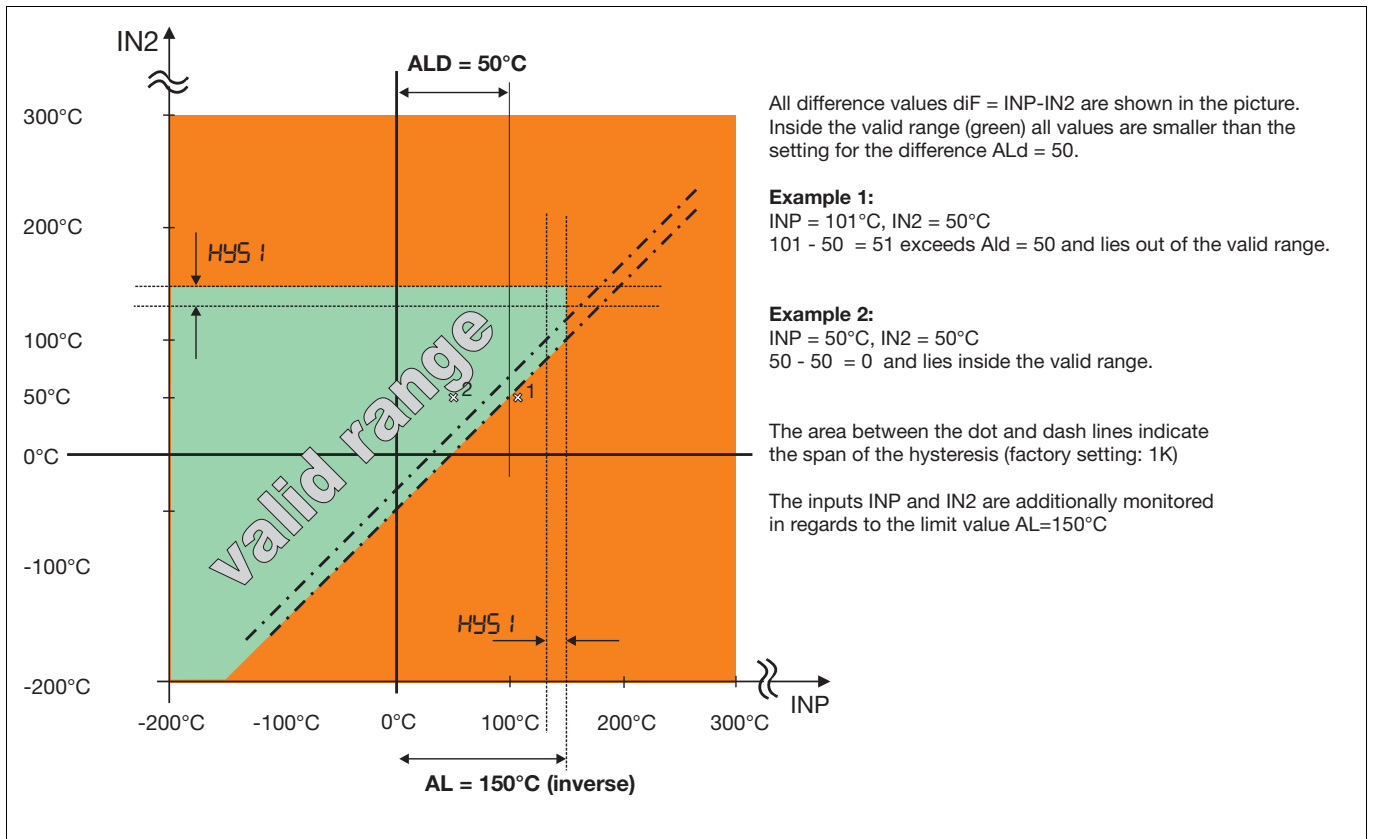 IN2
ALD = 50°C
300°C
200°C
HYS1
100°C
50°C
0°C
-100°C
-200°C
valid range
2
1
HYS1
INP
-200°C
-100°C
0°C
100°C
200°C
300°C
AL = 150°C (inverse)
All difference values diF = INP-IN2 are shown in the picture.
Inside the valid range (green) all values are smaller than the
setting for the difference ALd = 50.
Example 1:
INP = 101°C, IN2 = 50°C
101 - 50 = 51 exceeds Ald = 50 and lies out of the valid range.
Example 2:
INP = 50°C, IN2 = 50°C
50 - 50 = 0 and lies inside the valid range.
The area between the dot and dash lines indicate
the span of the hysteresis (factory setting: 1K)
The inputs INP and IN2 are additionally monitored
in regards to the limit value AL=150°C